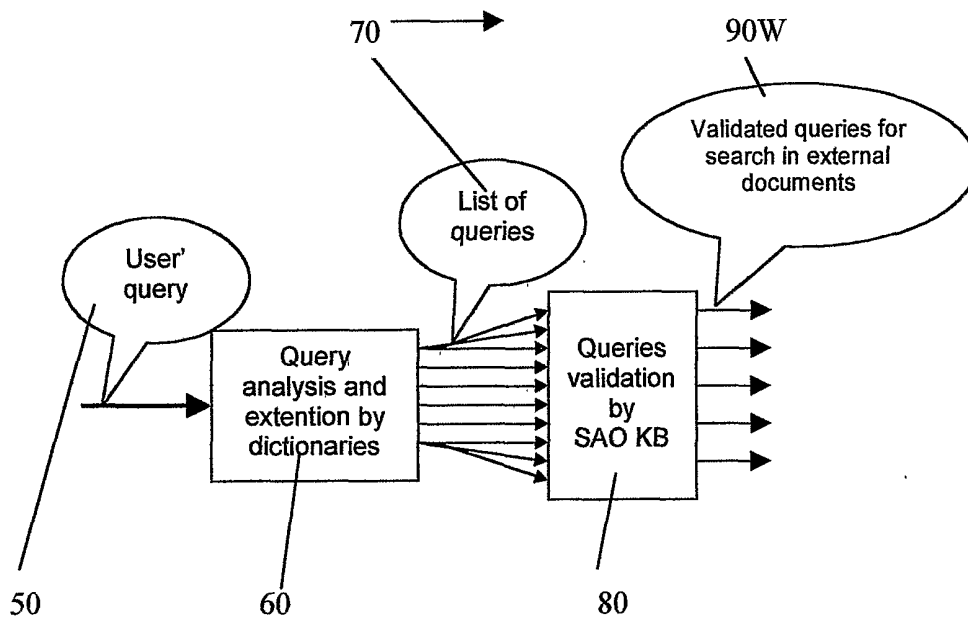 70
90W
Validated queries for
search in external
documents
List of
queries
User'
query
Query
analysis and
extention by
dictionaries
Queries
validation
by
SAO KB
50
60
80